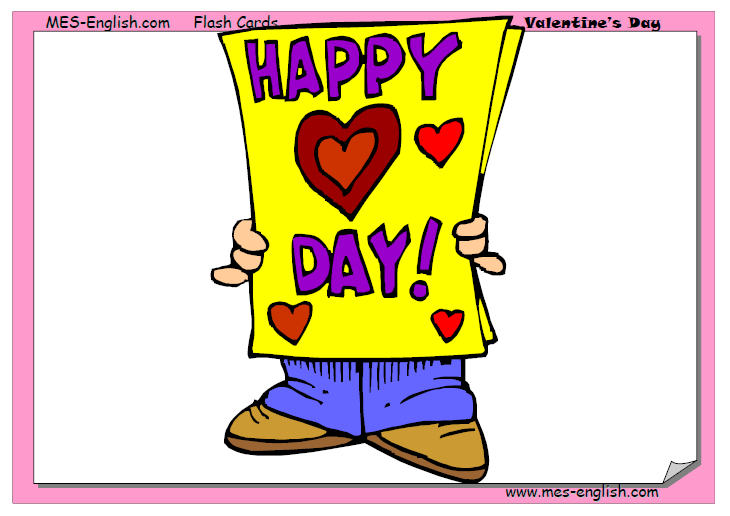 MES-English.com Flash Cards Valentine's Day
HAPPY
DAY!
www.mes-english.com